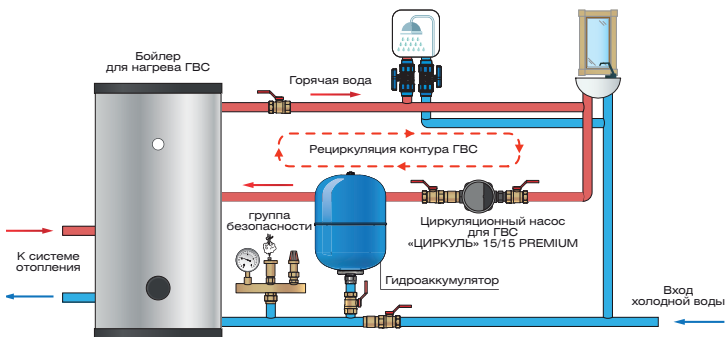 Бойлер
для нагрева ГВС
Горячая вода
Рециркуляция контура ГВС
группа
безопасности
Циркуляционный насос
для ГВС
«ЦИРКУЛЬ» 15/15 PREMIUM
К системе
отопления
Гидроаккумулятор
Вход
холодной воды